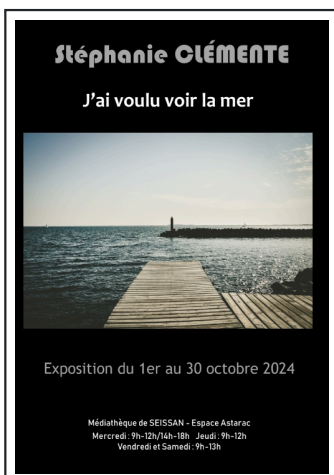 Stéphanie CLÉMENTE
J'ai voulu voir la mer
Exposition du 1er au 30 octobre 2024
Médiathèque de SEISSAN - Espace Astarac
Mercredi : 9h-12h/14h-18h Jeudi : 9h-12h
Vendredi et Samedi : 9h-13h